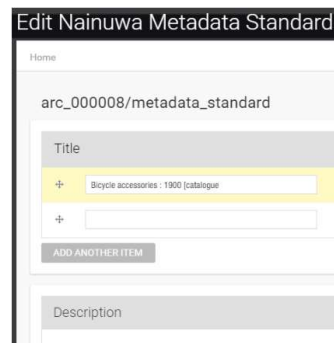 Edit Nainuwa Metadata Standard
Home
arc_000008/metadata_standard
Title
Bicycle accessories : 1900 [catalogue
ADD ANOTHER ITEM
Description